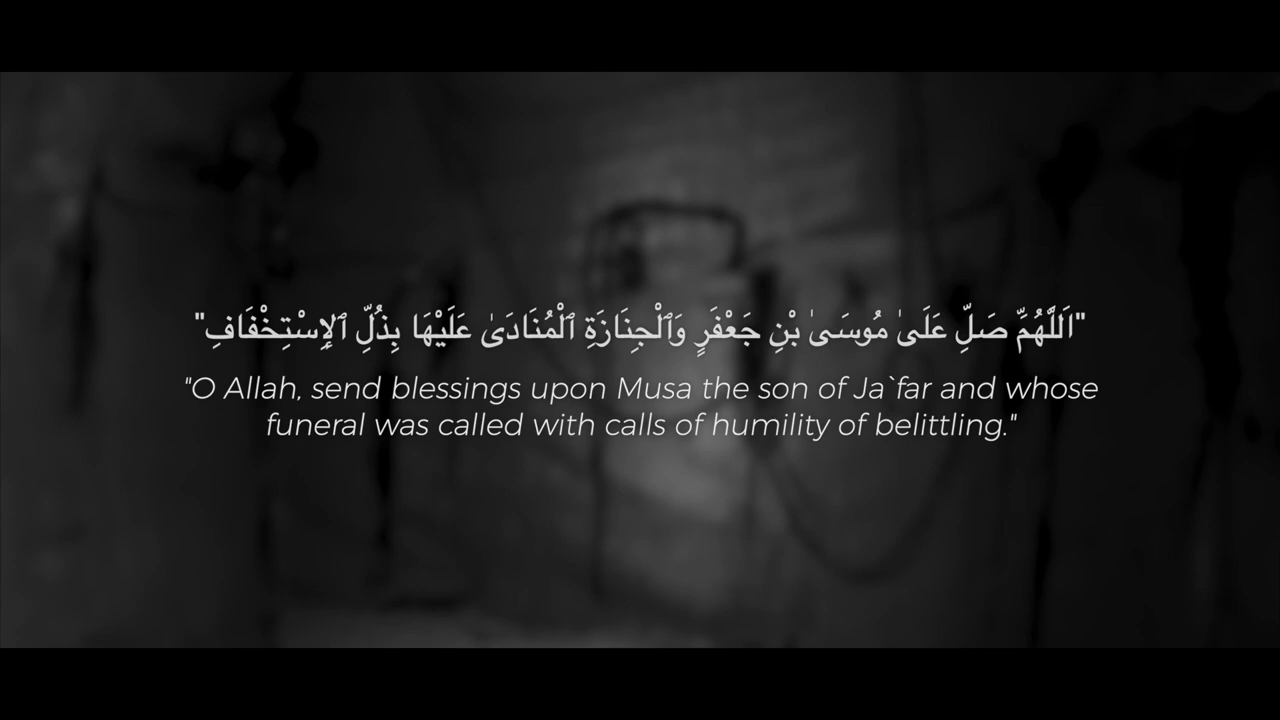 "اَللَّهُمَّ صَلِّ عَلَىٰ مُوسَىٰ بْنِ جَعْفَرٍ وَٱلْجِنَازَةِ ٱلْمُنَادَىٰ عَلَيْهَا بِذُلِّ ٱلإِسْتِخْفَافِ"
"O Allah, send blessings upon Musa the son of Ja`far and whose
funeral was called with calls of humility of belittling."